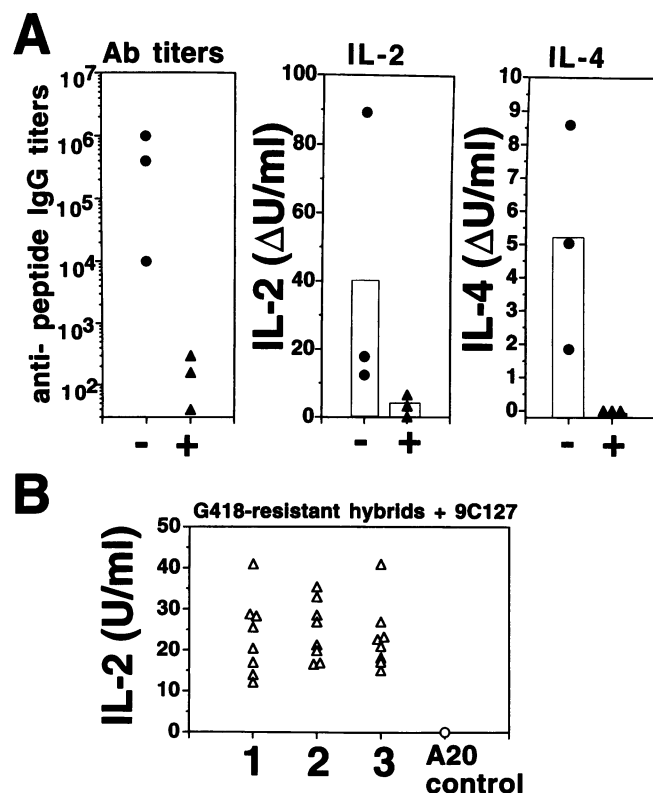 A
Ab titers
IL-2
IL-4
anti- peptide IgG titers
10^7
10^6
10^5
10^4
10^3
10^2
- +
IL-2 (ΔU/ml)
100
80
60
40
20
0
- +
IL-4 (ΔU/ml)
10
9
8
7
6
5
4
3
2
1
0
- +
B
G418-resistant hybrids + 9C127
IL-2 (U/ml)
50
40
30
20
10
0
1 2 3 A20
control